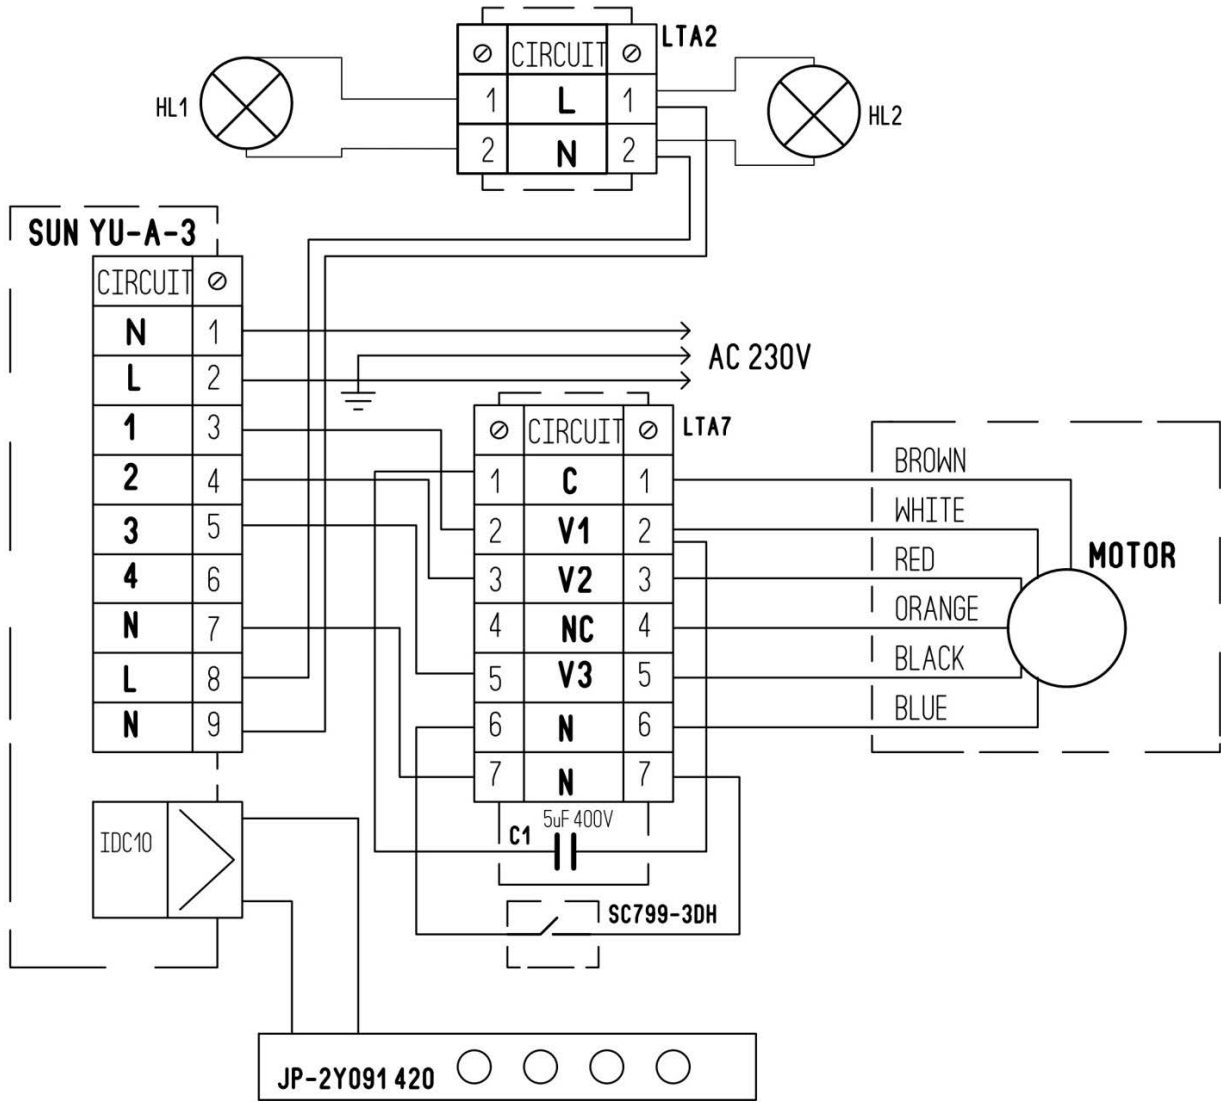 LTA2
CIRCUIT
1 L 1
2 N 2
HL1
HL2
SUN YU-A-3
CIRCUIT
N 1
L 2
1 3
2 4
3 5
4 6
N 7
L 8
N 9
AC 230V
LTA7
CIRCUIT
1 C 1
2 V1 2
3 V2 3
4 NC 4
5 V3 5
6 N 6
7 N 7
BROWN
WHITE
RED
ORANGE
BLACK
BLUE
MOTOR
5uF 400V
C1
SC799-3DH
IDC10
JP-2Y091 420